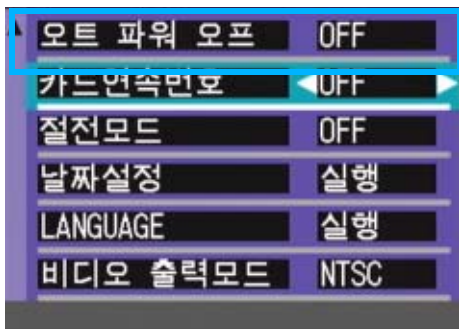 오트 파워 오프 OFF
카드연속번호 OFF
절전모드 OFF
날짜설정 실행
LANGUAGE 실행
비디오 출력모드 NTSC